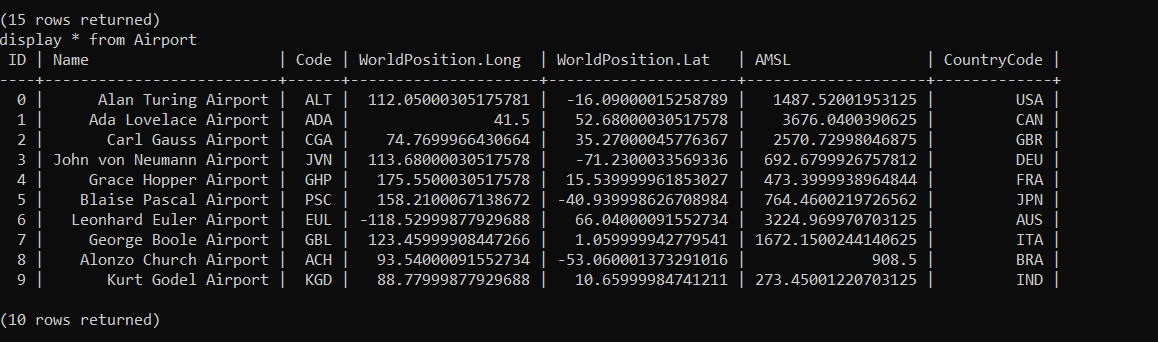 (15 rows returned)
display * from Airport
 ID | Name                      | Code | WorldPosition.Long | WorldPosition.Lat  | AMSL               | CountryCode |
----+---------------------------+------+--------------------+--------------------+--------------------+-------------+
  0 |       Alan Turing Airport |  ALT | 112.05000305175781 | -16.09000015258789 |   1487.52001953125 |         USA |
  1 |      Ada Lovelace Airport |  ADA |               41.5 |  52.68000030517578 |    3676.0400390625 |         CAN |
  2 |        Carl Gauss Airport |  CGA |   74.7699966430664 |  35.27000045776367 |   2570.72998046875 |         GBR |
  3 |  John von Neumann Airport |  JVN | 113.68000030517578 |  -71.2300033569336 |  692.6799926757812 |         DEU |
  4 |      Grace Hopper Airport |  GHP |  175.5500030517578 | 15.539999961853027 |  473.3999938964844 |         FRA |
  5 |     Blaise Pascal Airport |  PSC | 158.2100067138672 | -40.939998626708984 |  764.4600219726562 |         JPN |
  6 |    Leonhard Euler Airport |  EUL | -118.52999877929688 |  66.04000091552734 |  3224.969970703125 |         AUS |
  7 |      George Boole Airport |  GBL | 123.45999908447266 |  1.059999942779541 | 1672.1500244140625 |         ITA |
  8 |     Alonzo Church Airport |  ACH |  93.54000091552734 | -53.060001373291016 |              908.5 |         BRA |
  9 |        Kurt Godel Airport |  KGD |  88.77999877929688 |  10.65999984741211 | 273.45001220703125 |         IND |
(10 rows returned)